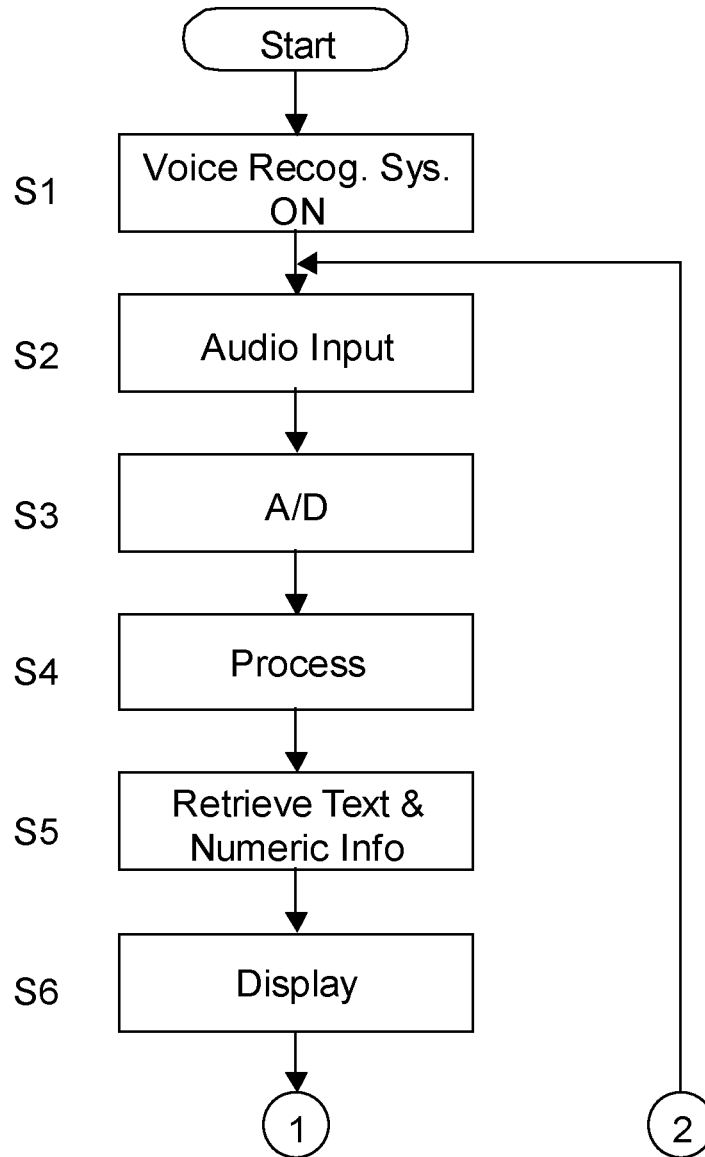 Start
S1
Voice Recog. Sys.
ON
S2
Audio Input
S3
A/D
S4
Process
S5
Retrieve Text &
Numeric Info
S6
Display
1
2